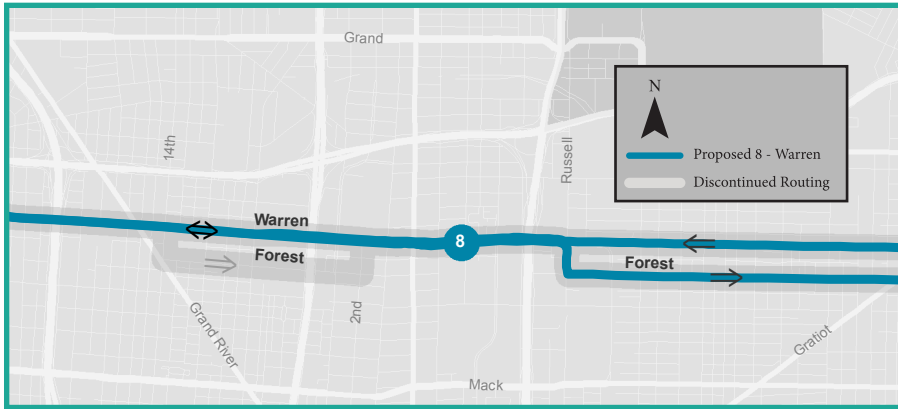 Grand
N
14th
Russell
Proposed 8 - Warren
Discontinued Routing
Warren
8
Forest
Forest
2nd
Grand River
Gratiot
Mack